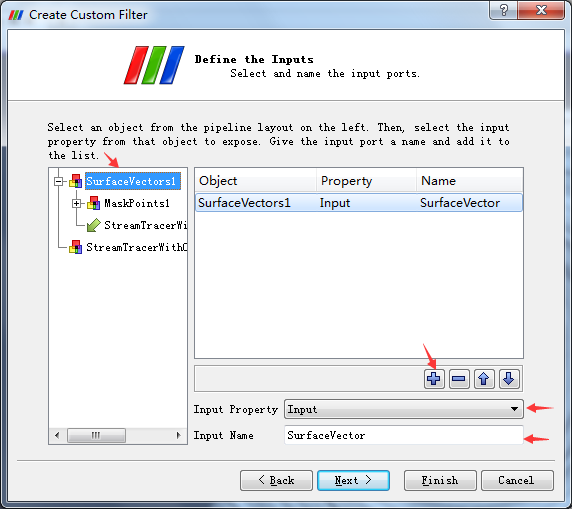 Create Custom Filter
Define the Inputs
Select and name the input ports.
Select an object from the pipeline layout on the left. Then, select the input
property from that object to expose. Give the input port a name and add it to
the list.
SurfaceVectors1
MaskPoints1
StreamTracerWi
StreamTracerWithC
Object Property Name
SurfaceVectors1 Input SurfaceVector
Input Property Input
Input Name SurfaceVector
< Back Next > Finish Cancel